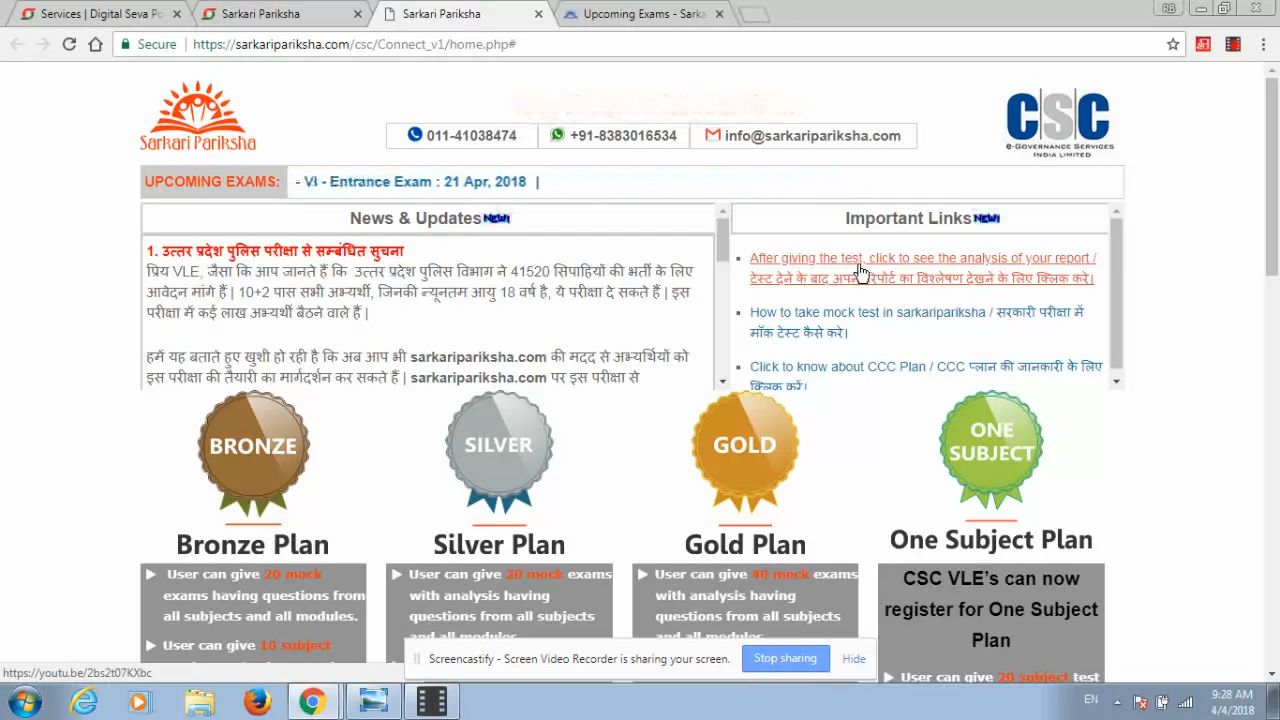 Services | Digital Seva Po
Sarkari Pariksha
Sarkari Pariksha
Upcoming Exams - Sarka
RB
Secure
https://sarkaripariksha.com/csc/Connect_v1/home.php#
Sarkari Pariksha
011-41038474
+91-8383016534
info@sarkaripariksha.com
CSC
e-GOVERNANCE SERVICES
INDIA LIMITED
UPCOMING EXAMS:
- VI - Entrance Exam : 21 Apr, 2018 |
News & Updates NEW!
Important Links NEW!
1. उत्तर प्रदेश पुलिस परीक्षा से सम्बंधित सुचना
प्रिय VLE, जैसा कि आप जानते हैं कि उत्तर प्रदेश पुलिस विभाग ने 41520 सिपाहियों की भर्ती के लिए
आवेदन मांगे हैं | 10+2 पास सभी अभ्यर्थी, जिनकी न्यूनतम आयु 18 वर्ष है, ये परीक्षा दे सकते हैं | इस
परीक्षा में कई लाख अभ्यर्थी बैठने वाले हैं |
हमें यह बताते हुए खुशी हो रही है कि अब आप भी sarkaripariksha.com की मदद से अभ्यर्थियों को
इस परीक्षा की तैयारी का मार्गदर्शन कर सकते हैं | sarkaripariksha.com पर इस परीक्षा से
After giving the test, click to see the analysis of your report /
टेस्ट देने के बाद अपनी रिपोर्ट का विश्लेषण देखने के लिए क्लिक करे।
How to take mock test in sarkaripariksha / सरकारी परीक्षा में
मॉक टेस्ट कैसे करे।
Click to know about CCC Plan / CCC प्लान की जानकारी के लिए
क्लिक करें।
BRONZE
SILVER
GOLD
ONE
SUBJECT
Bronze Plan
Silver Plan
Gold Plan
One Subject Plan
User can give 20 mock
exams having questions from
all subjects and all modules.
User can give 10 subject
User can give 20 mock exams
with analysis having
questions from all subjects
and all modules
User can give 40 mock exams
with analysis having
questions from all subjects
and all modules
CSC VLE's can now
register for One Subject
Plan
User can give 20 subject test
Screencastify - Screen Video Recorder is sharing your screen.
Stop sharing
Hide
https://youtu.be/2bs2t07KXbc
EN
9:28 AM
4/4/2018